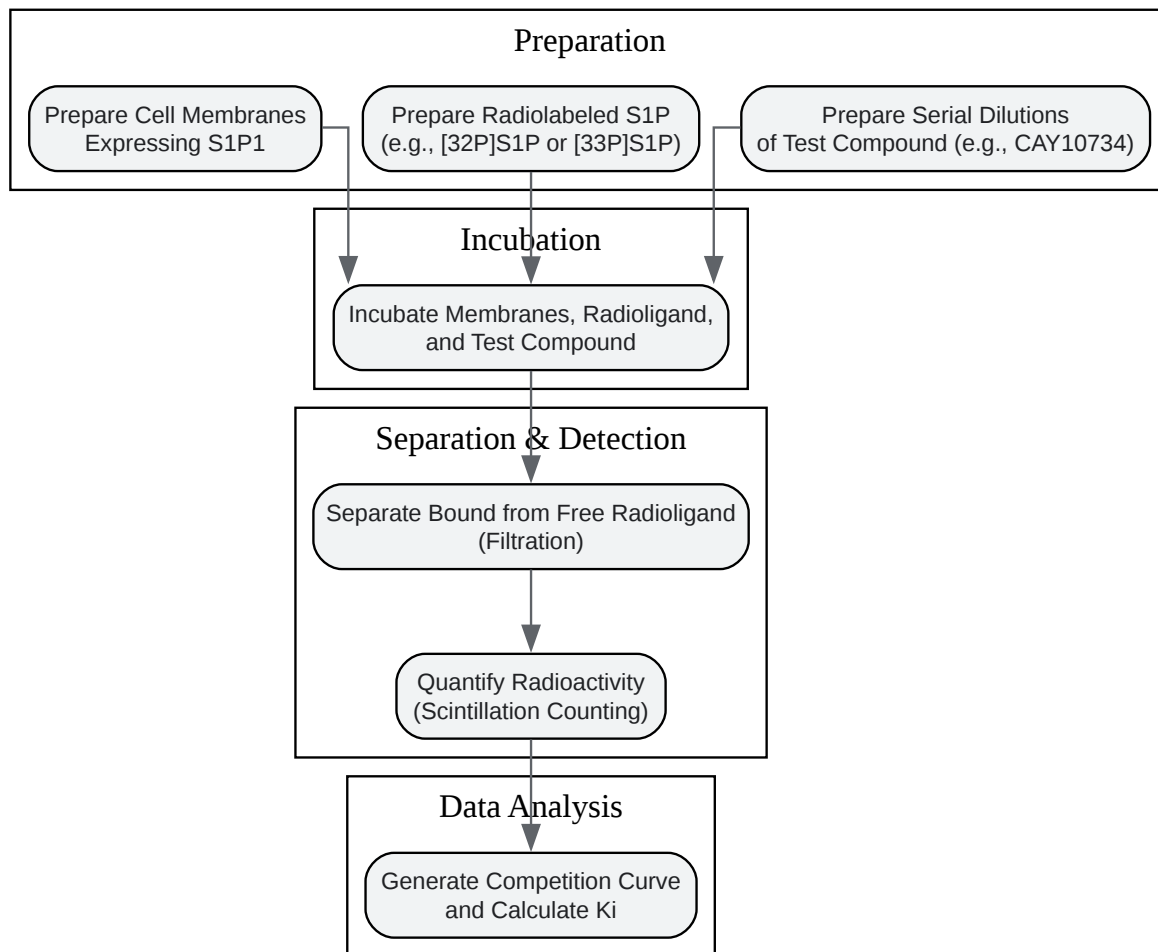 Preparation
Prepare Cell Membranes
Expressing S1P1
Prepare Radiolabeled S1P
(e.g., [32P]S1P or [33P]S1P)
Prepare Serial Dilutions
of Test Compound (e.g., CAY10734)
Incubation
Incubate Membranes, Radioligand,
and Test Compound
Separation & Detection
Separate Bound from Free Radioligand
(Filtration)
Quantify Radioactivity
(Scintillation Counting)
Data Analysis
Generate Competition Curve
and Calculate Ki